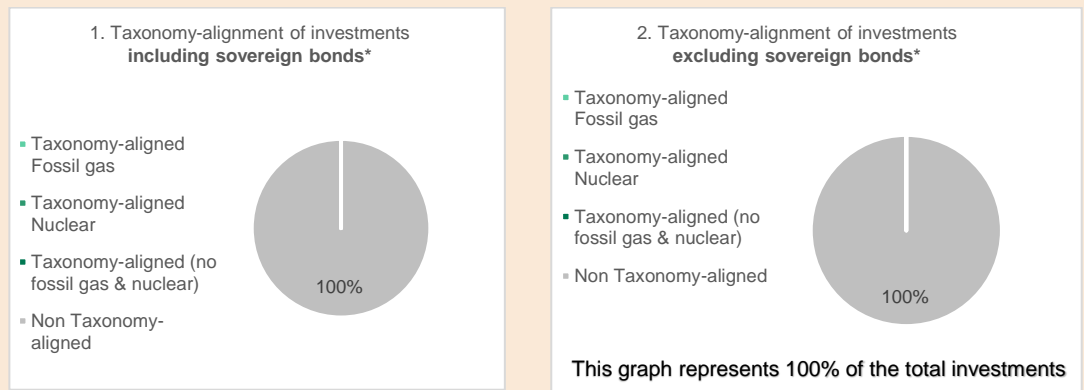 1. Taxonomy-alignment of investments
including sovereign bonds*
Taxonomy-aligned
Fossil gas
Taxonomy-aligned
Nuclear
Taxonomy-aligned (no
fossil gas & nuclear)
Non Taxonomy-
aligned
100%
2. Taxonomy-alignment of investments
excluding sovereign bonds*
Taxonomy-aligned
Fossil gas
Taxonomy-aligned
Nuclear
Taxonomy-aligned (no
fossil gas & nuclear)
Non Taxonomy-aligned
100%
This graph represents 100% of the total investments